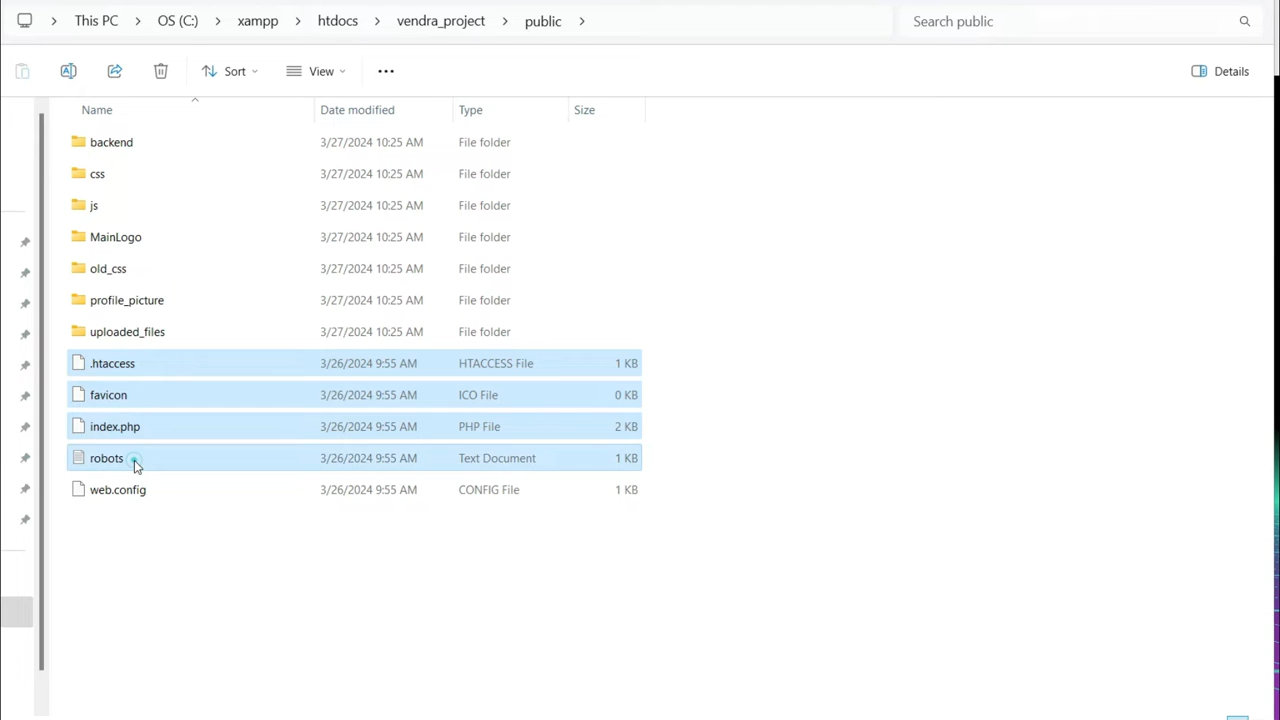 This PC > OS (C:) > xampp > htdocs > vendra_project > public >
Search public
Sort
View
Details
Name Date modified Type Size
backend 3/27/2024 10:25 AM File folder
css 3/27/2024 10:25 AM File folder
js 3/27/2024 10:25 AM File folder
MainLogo 3/27/2024 10:25 AM File folder
old_css 3/27/2024 10:25 AM File folder
profile_picture 3/27/2024 10:25 AM File folder
uploaded_files 3/27/2024 10:25 AM File folder
.htaccess 3/26/2024 9:55 AM HTACCESS File 1 KB
favicon 3/26/2024 9:55 AM ICO File 0 KB
index.php 3/26/2024 9:55 AM PHP File 2 KB
robots 3/26/2024 9:55 AM Text Document 1 KB
web.config 3/26/2024 9:55 AM CONFIG File 1 KB